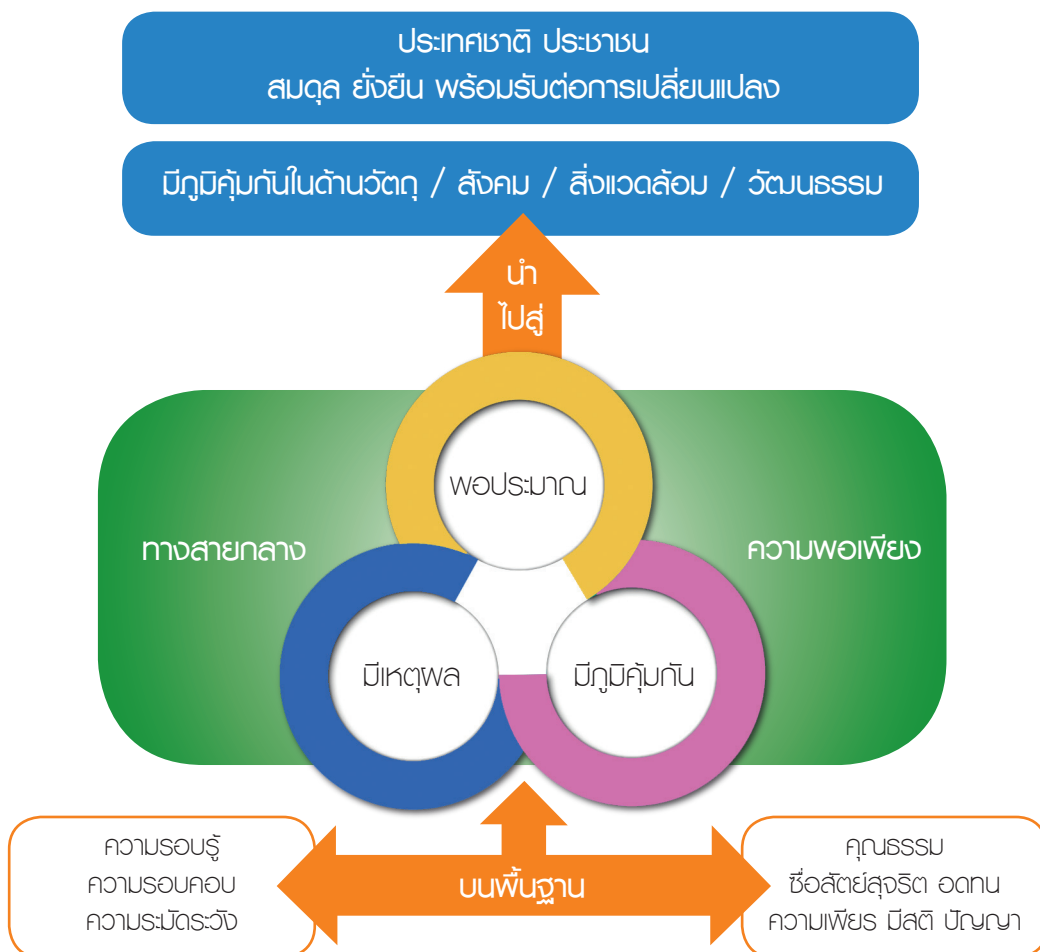 ประเทศชาติ ประชาชน
สมดุล ยั่งยืน พร้อมรับต่อการเปลี่ยนแปลง
มีภูมิคุ้มกันในด้านวัตถุ / สังคม / สิ่งแวดล้อม / วัฒนธรรม
นำ
ไปสู่
พอประมาณ
ทางสายกลาง
ความพอเพียง
มีเหตุผล
มีภูมิคุ้มกัน
ความรอบรู้
ความรอบคอบ
ความระมัดระวัง
บนพื้นฐาน
คุณธรรม
ซื่อสัตย์สุจริต อดทน
ความเพียร มีสติ ปัญญา